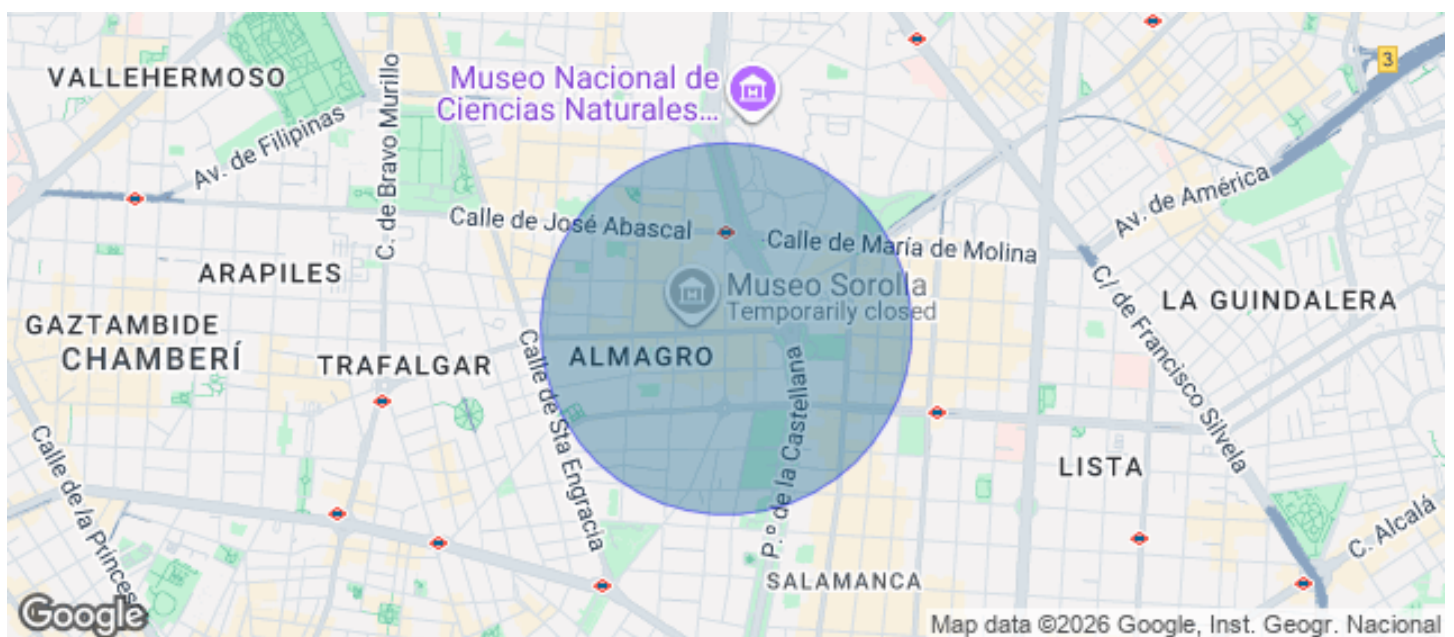 VALLEHERMOSO
Museo Nacional de
Ciencias Naturales...
3
Av. de Filipinas
C. de Bravo Murillo
Av. de América
Calle de José Abascal
Calle de María de Molina
ARAPILES
Museo Sorolla
Temporarily closed
C/ de Francisco Silvela
LA GUINDALERA
GAZTAMBIDE
CHAMBERÍ
TRAFALGAR
ALMAGRO
Calle de Sta Engracia
P.º de la Castellana
LISTA
Calle de la Princes
C. Alcalá
SALAMANCA
Google
Map data ©2026 Google, Inst. Geogr. Nacional